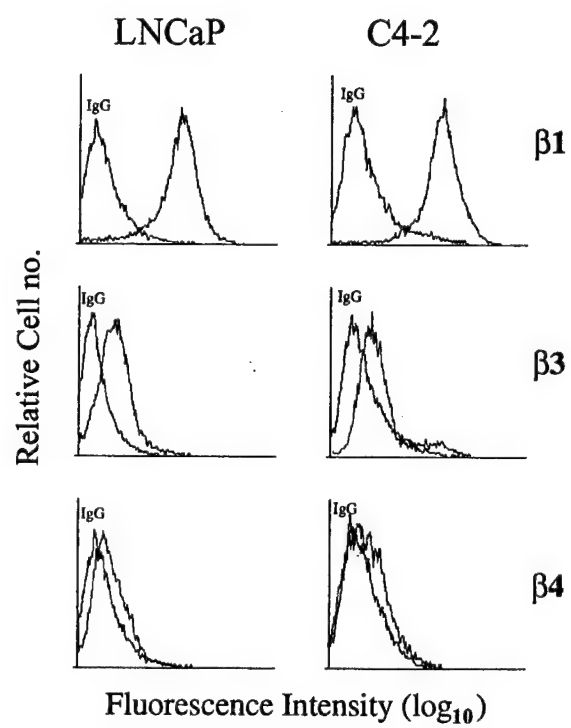 LNCaP C4-2
IgG IgG β1
IgG IgG β3
IgG IgG β4
Relative Cell no.
Fluorescence Intensity (log₁₀)